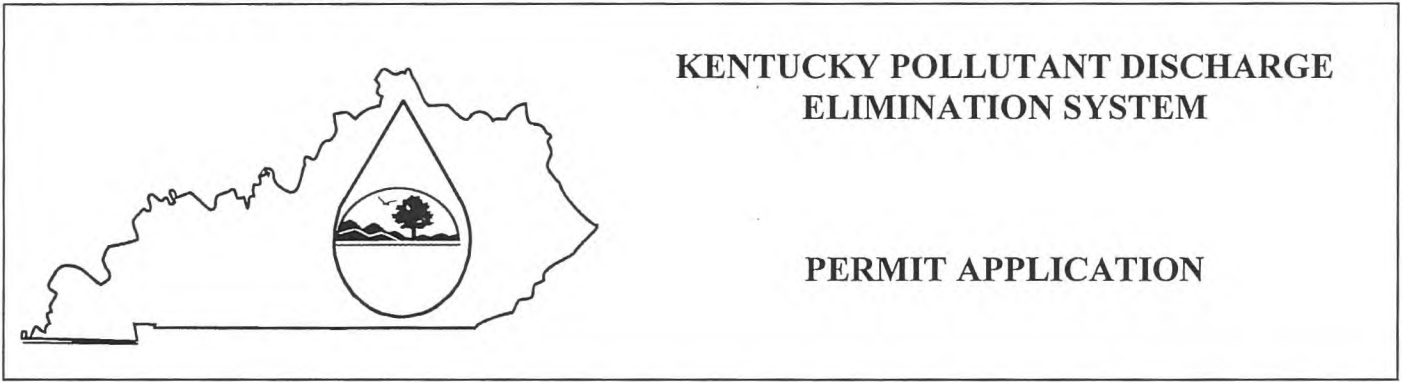 KENTUCKY POLLUTANT DISCHARGE
ELIMINATION SYSTEM
PERMIT APPLICATION